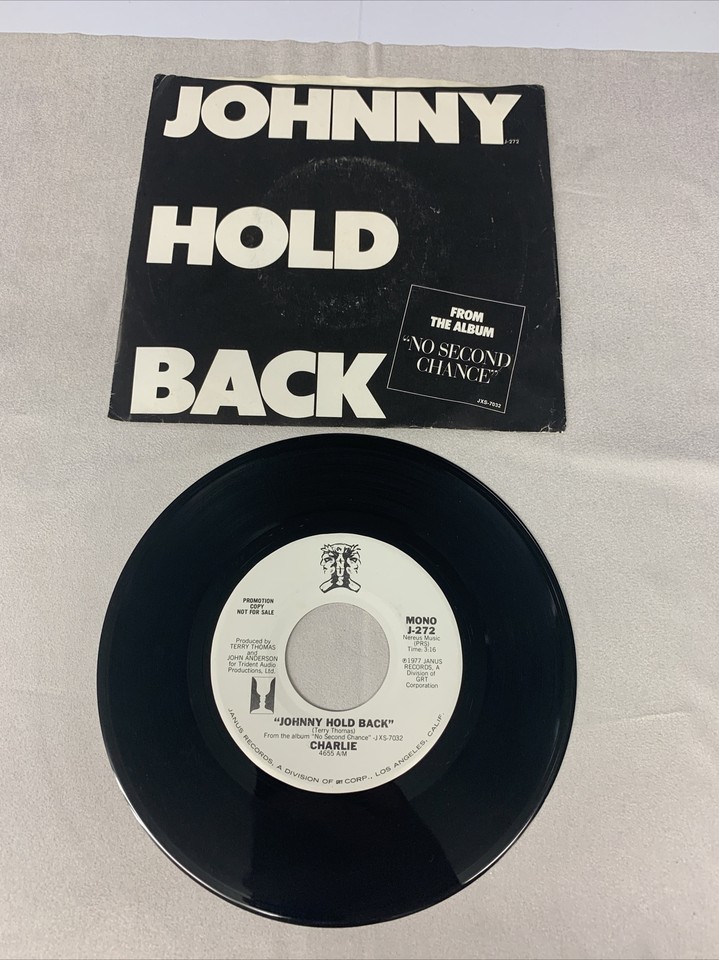 JOHNNY
J-272
HOLD
BACK
FROM
THE ALBUM
"NO SECOND
CHANCE"
JXS-7032
JANUS
PROMOTION
COPY
NOT FOR SALE
Produced by
TERRY THOMAS
and
JOHN ANDERSON
for Trident Audio
Productions, Ltd.
MONO
J-272
Nereus Music
(PRS)
Time: 3:16
℗1977 JANUS
RECORDS, A
Division of
GRT
Corporation
"JOHNNY HOLD BACK"
(Terry Thomas)
From the album "No Second Chance" -JXS-7032
CHARLIE
4655 A/M
JANUS RECORDS, A DIVISION OF GRT CORP., LOS ANGELES, CALIF